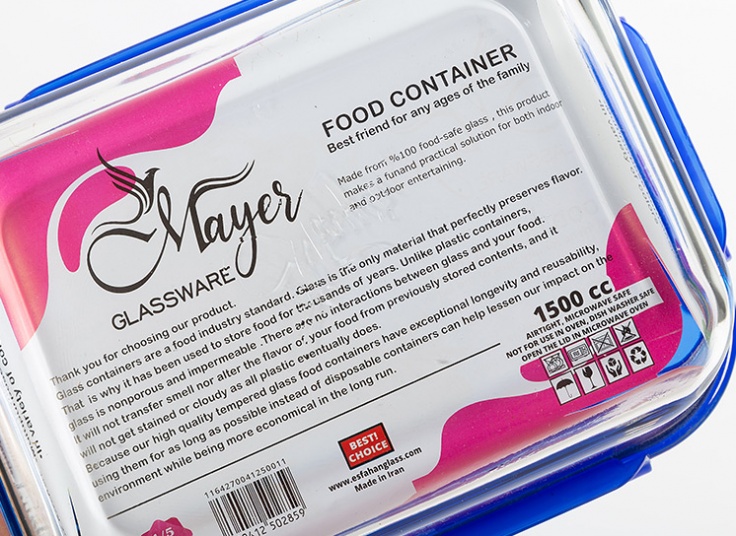 FOOD CONTAINER
Best friend for any ages of the family
Made from %100 food-safe glass , this product
makes a funand practical solution for both indoor
and outdoor entertaining.
Mayer
GLASSWARE
Thank you for choosing our product.
Glass containers are a food industry standard. Glass is the only material that perfectly preserves flavor.
That is why it has been used to store food for thousands of years. Unlike plastic containers,
glass is nonporous and impermeable .There are no interactions between glass and your food.
It will not transfer smell nor alter the flavor of your food from previously stored contents, and it
will not get stained or cloudy as all plastic eventually does.
Because our high quality tempered glass food containers have exceptional longevity and reusability,
using them for as long as possible instead of disposable containers can help lessen our impact on the
environment while being more economical in the long run.
1500 cc
AIRTIGHT, MICROWAVE SAFE
NOT FOR USE IN OVEN, DISH WASHER SAFE
OPEN THE LID IN MICROWAVE OVEN
BEST!
CHOICE
www.esfahanglass.com
Made in Iran
1164270041250011
612 502859
1/5